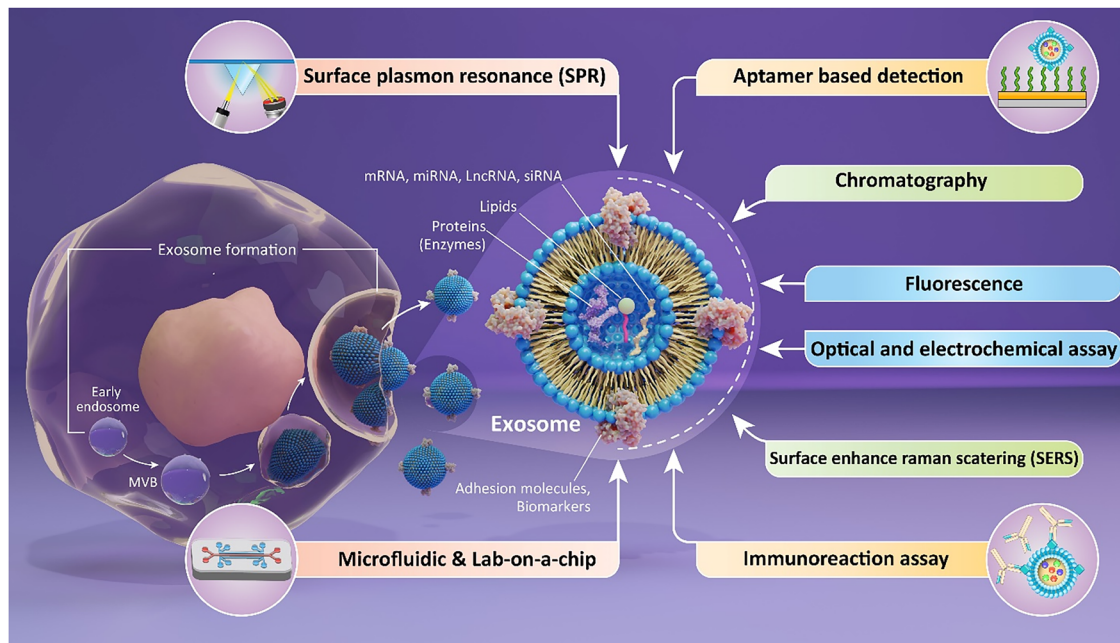 Surface plasmon resonance (SPR)
Aptamer based detection
mRNA, miRNA, LncRNA, siRNA
Lipids
Proteins
(Enzymes)
Chromatography
Exosome formation
Fluorescence
Optical and electrochemical assay
Early
endosome
MVB
Exosome
Surface enhance raman scatering (SERS)
Adhesion molecules,
Biomarkers
Microfluidic & Lab-on-a-chip
Immunoreaction assay